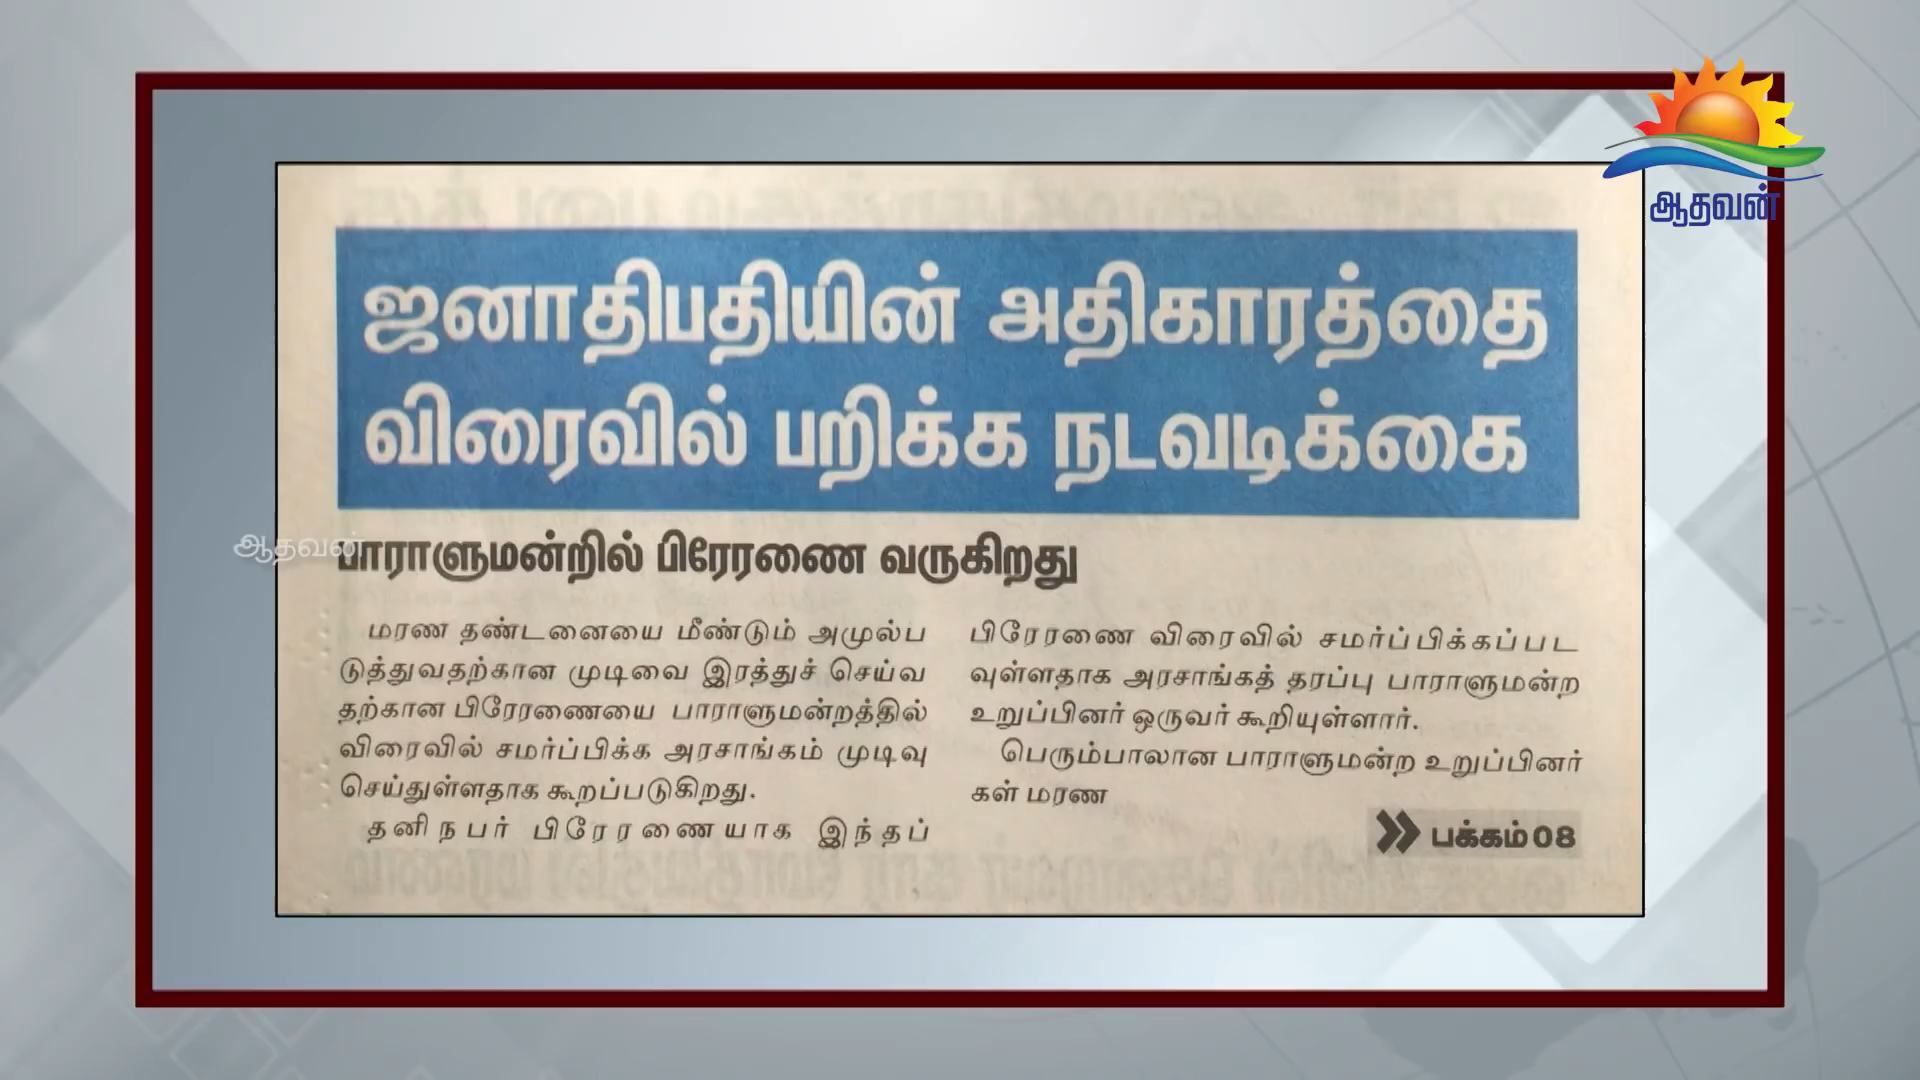 ஆதவன்
ஜனாதிபதியின் அதிகாரத்தை
விரைவில் பறிக்க நடவடிக்கை
ஆதவன்
பாராளுமன்றில் பிரேரணை வருகிறது
மரண தண்டனையை மீண்டும் அமுல்ப
டுத்துவதற்கான முடிவை இரத்துச் செய்வ
தற்கான பிரேரணையை பாராளுமன்றத்தில்
விரைவில் சமர்ப்பிக்க அரசாங்கம் முடிவு
செய்துள்ளதாக கூறப்படுகிறது.
தனிநபர் பிரேரணையாக இந்தப்
பிரேரணை விரைவில் சமர்ப்பிக்கப்பட
வுள்ளதாக அரசாங்கத் தரப்பு பாராளுமன்ற
உறுப்பினர் ஒருவர் கூறியுள்ளார்.
பெரும்பாலான பாராளுமன்ற உறுப்பினர்
கள் மரண
பக்கம் 08